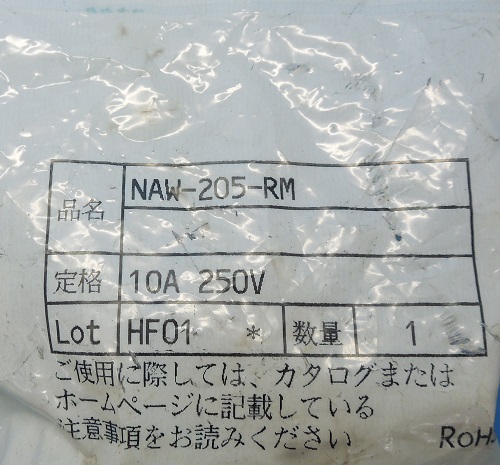 品名 NAW-205-RM
定格 10A 250V
Lot HF01 * 数量 1
ご使用に際しては、カタログまたは
ホームページに記載している
注意事項をお読みください
RoH